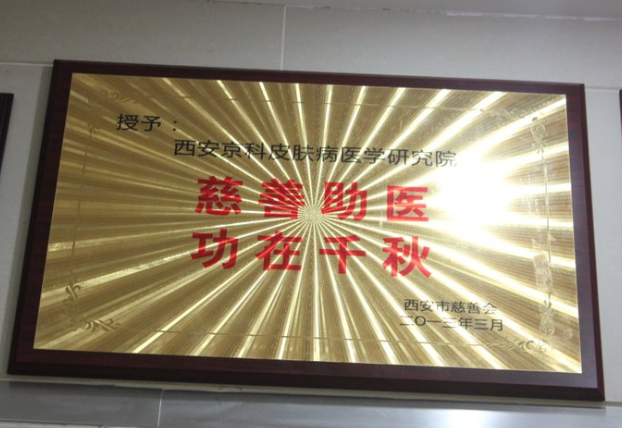 授予：
西安京科皮肤病医学研究院
慈善助医
功在千秋
西安市慈善会
二〇一三年三月